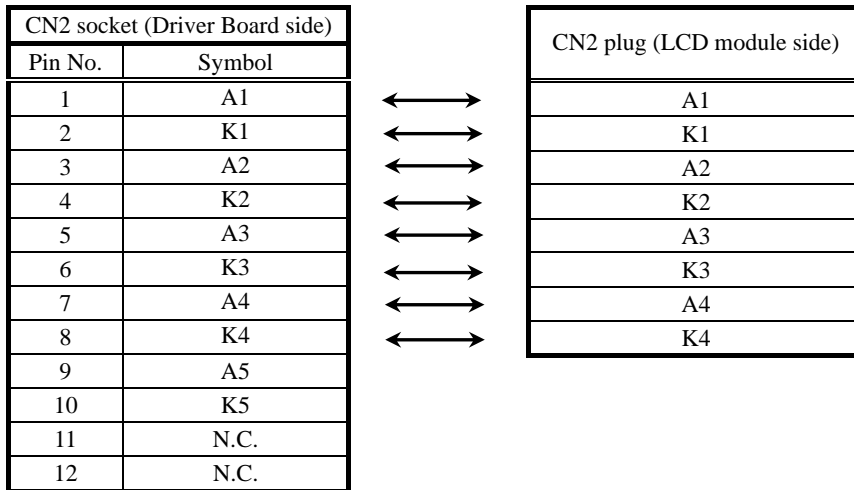 CN2 socket (Driver Board side)
Pin No. Symbol
1 A1
2 K1
3 A2
4 K2
5 A3
6 K3
7 A4
8 K4
9 A5
10 K5
11 N.C.
12 N.C.
CN2 plug (LCD module side)
A1
K1
A2
K2
A3
K3
A4
K4